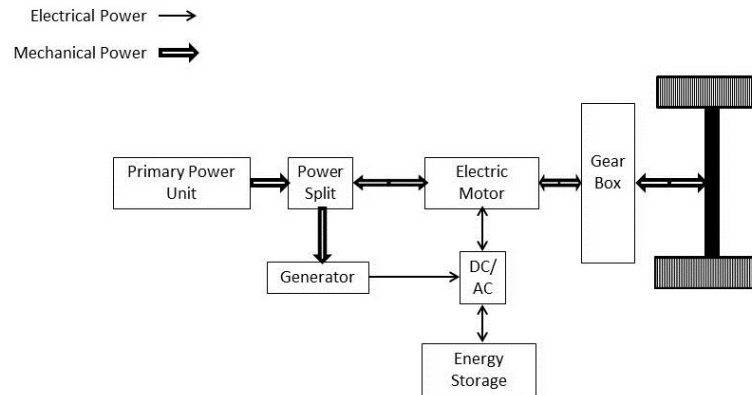 Electrical Power
Mechanical Power
Primary Power
Unit
Power
Split
Electric
Motor
Gear
Box
Generator
DC/
AC
Energy
Storage